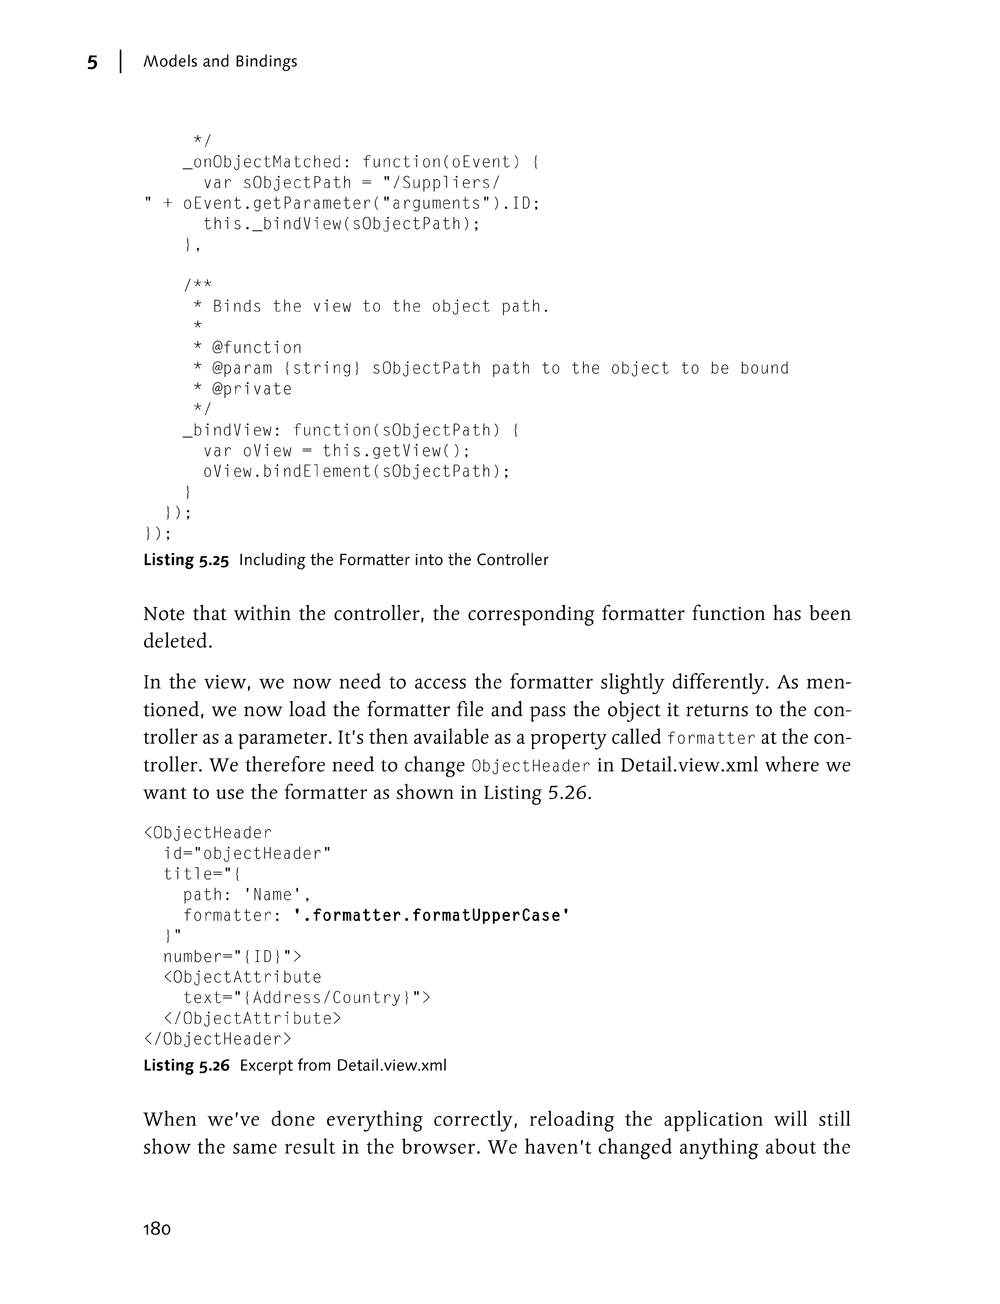 5 | Models and Bindings
*/
_onObjectMatched: function(oEvent) {
var sObjectPath = "/Suppliers/
" + oEvent.getParameter("arguments").ID;
this._bindView(sObjectPath);
},
/**
* Binds the view to the object path.
*
* @function
* @param {string} sObjectPath path to the object to be bound
* @private
*/
_bindView: function(sObjectPath) {
var oView = this.getView();
oView.bindElement(sObjectPath);
}
});
});
Listing 5.25 Including the Formatter into the Controller
Note that within the controller, the corresponding formatter function has been
deleted.
In the view, we now need to access the formatter slightly differently. As men-
tioned, we now load the formatter file and pass the object it returns to the con-
troller as a parameter. It's then available as a property called formatter at the con-
troller. We therefore need to change ObjectHeader in Detail.view.xml where we
want to use the formatter as shown in Listing 5.26.
<ObjectHeader
id="objectHeader"
title="{
path: 'Name',
formatter: '.formatter.formatUpperCase'
}"
number="{ID}">
<ObjectAttribute
text="{Address/Country}">
</ObjectAttribute>
</ObjectHeader>
Listing 5.26 Excerpt from Detail.view.xml
When we've done everything correctly, reloading the application will still
show the same result in the browser. We haven't changed anything about the
180